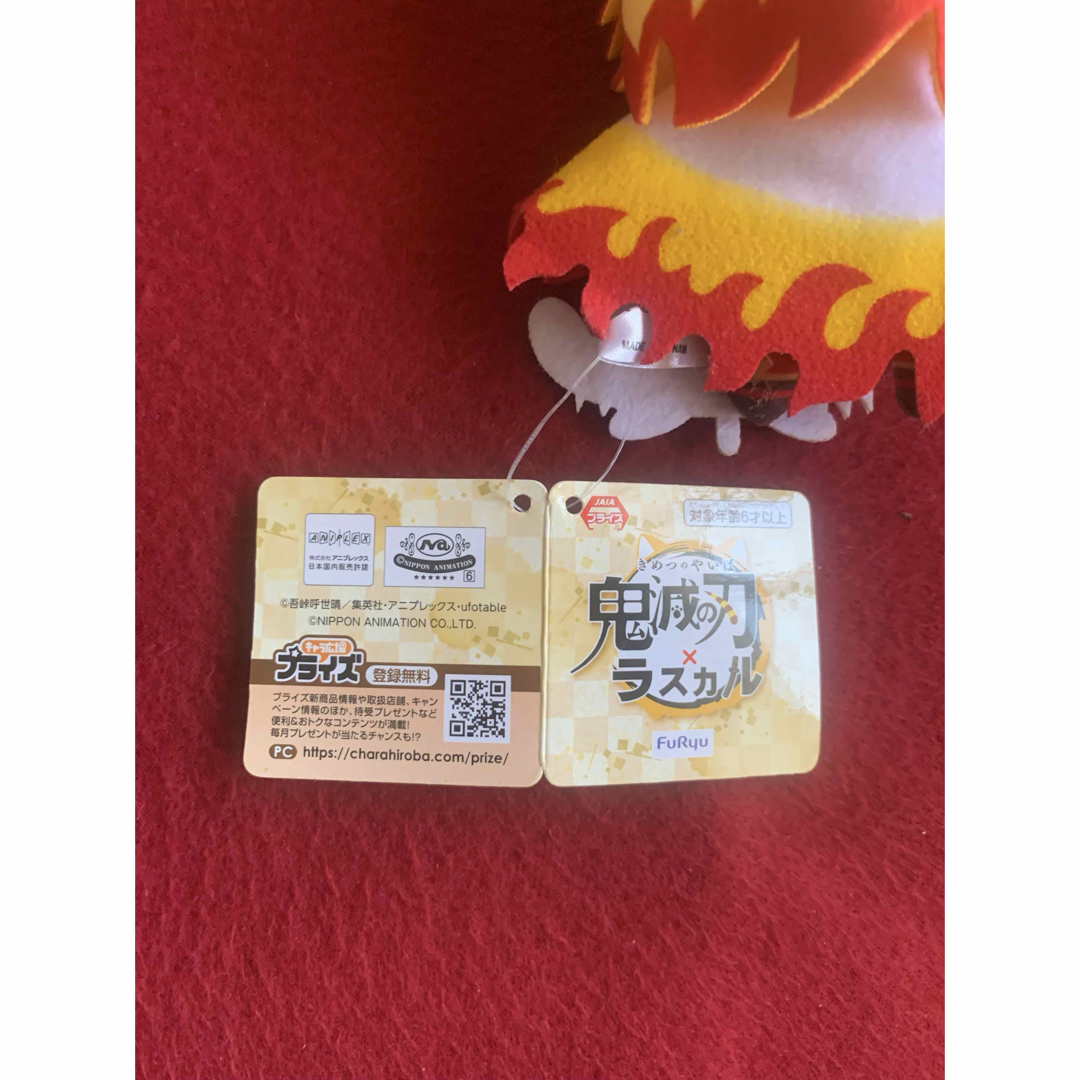 MADE
ANIPLEX
株式会社アニプレックス
日本国内販売許諾
Na
©NIPPON ANIMATION
★★★★★★ 6
©吾峠呼世晴／集英社・アニプレックス・ufotable
©NIPPON ANIMATION CO.,LTD.
キャラ広場
プライズ 登録無料
プライズ新商品情報や取扱店舗、キャン
ペーン情報のほか、待受プレゼントなど
便利&おトクなコンテンツが満載!
毎月プレゼントが当たるチャンスも!?
PC https://charahiroba.com/prize/
JAIA
プライズ
対象年齢6才以上
きめつのやいば
鬼滅の刃
×
ラスカル
FuRyu